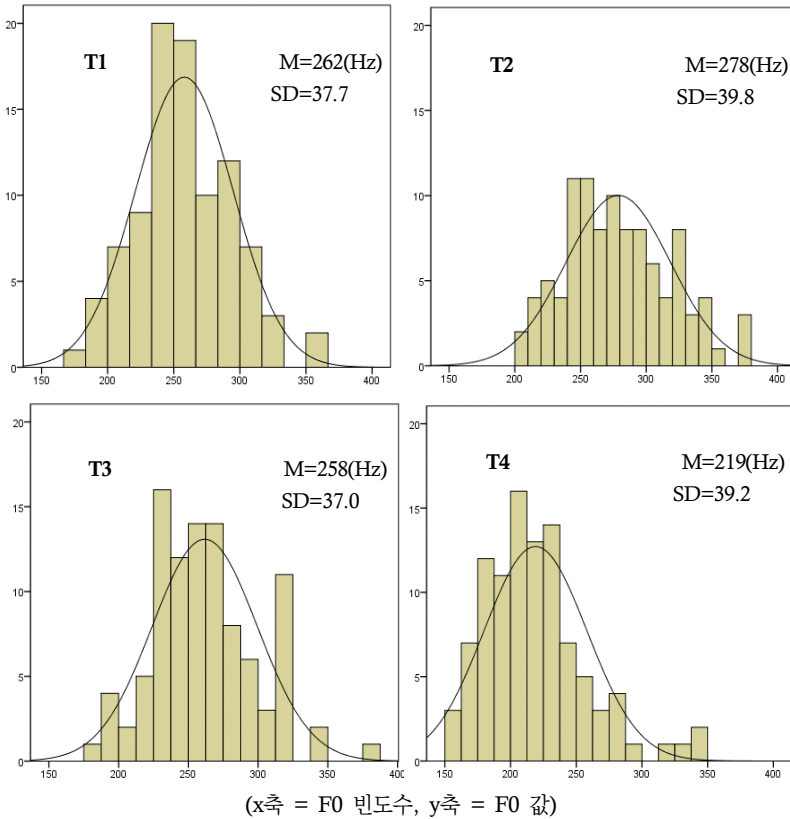 T1 M=262(Hz)
SD=37.7
20
15
10
5
0
150 200 250 300 350 400
T2 M=278(Hz)
SD=39.8
20
15
10
5
0
150 200 250 300 350 400
T3 M=258(Hz)
SD=37.0
20
15
10
5
0
150 200 250 300 350 400
T4 M=219(Hz)
SD=39.2
20
15
10
5
0
150 200 250 300 350 400
(x축 = F0 빈도수, y축 = F0 값)